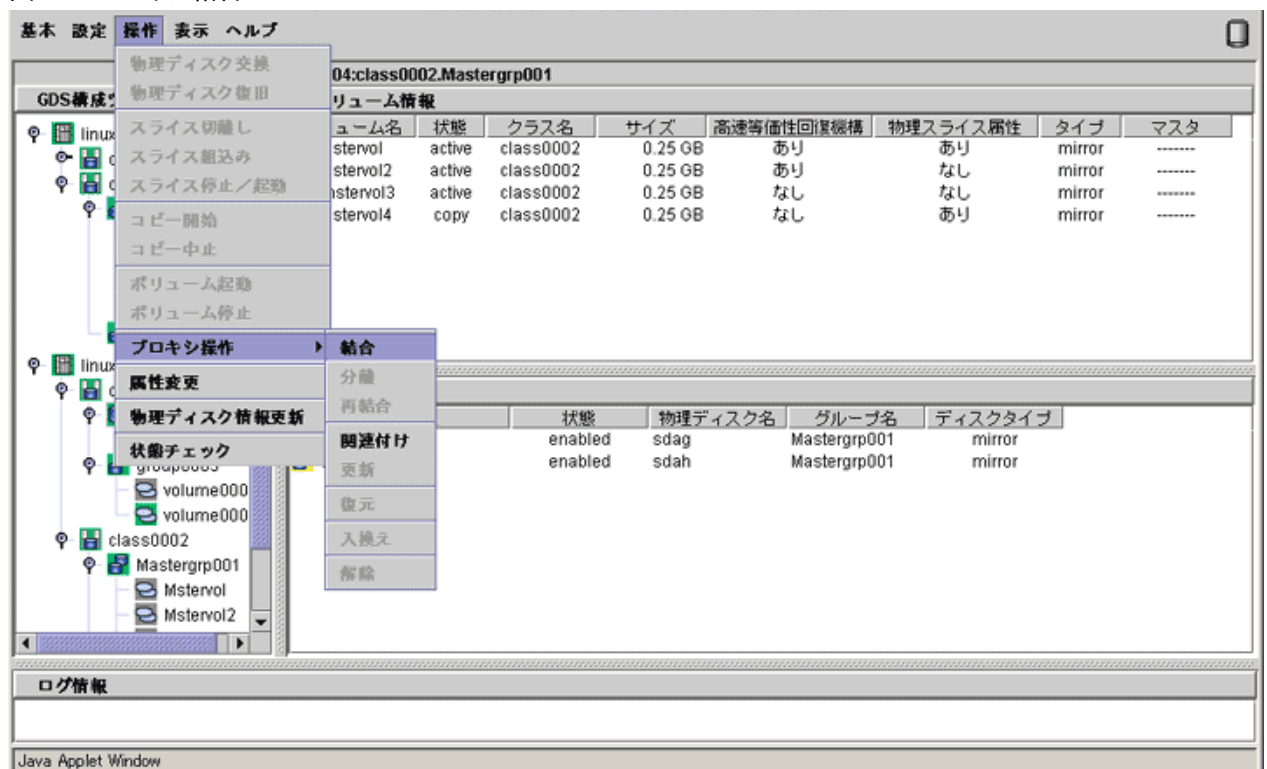 基本 設定 操作 表示 ヘルプ
物理ディスク交換
物理ディスク復旧
スライス切離し
スライス組込み
スライス停止／起動
コピー開始
コピー中止
ボリューム起動
ボリューム停止
プロキシ操作
属性変更
物理ディスク情報更新
状態チェック
結合
分離
再結合
関連付け
更新
復元
入換え
解除
04:class0002.Mastergrp001
GDS構成
リューム情報
ューム名 状態 クラス名 サイズ 高速等価性回復機構 物理スライス属性 タイプ マスタ
stervol active class0002 0.25 GB あり あり mirror -------
stervol2 active class0002 0.25 GB あり なし mirror -------
stervol3 active class0002 0.25 GB なし なし mirror -------
stervol4 copy class0002 0.25 GB なし あり mirror -------
状態 物理ディスク名 グループ名 ディスクタイプ
enabled sdag Mastergrp001 mirror
enabled sdah Mastergrp001 mirror
linux
linux
volume000
volume000
class0002
Mastergrp001
Mstervol
Mstervol2
ログ情報
Java Applet Window